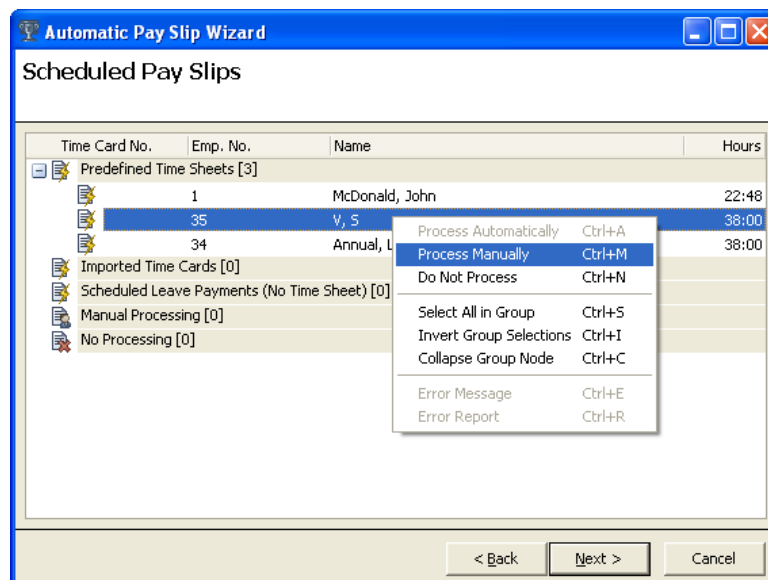 Automatic Pay Slip Wizard
Scheduled Pay Slips
Time Card No. Emp. No. Name Hours
Predefined Time Sheets [3]
1 McDonald, John 22:48
35 V, S 38:00
34 Annual, 38:00
Imported Time Cards [0]
Scheduled Leave Payments (No Time Sheet) [0]
Manual Processing [0]
No Processing [0]
Process Automatically Ctrl+A
Process Manually Ctrl+M
Do Not Process Ctrl+N
Select All in Group Ctrl+S
Invert Group Selections Ctrl+I
Collapse Group Node Ctrl+C
Error Message Ctrl+E
Error Report Ctrl+R
< Back Next > Cancel